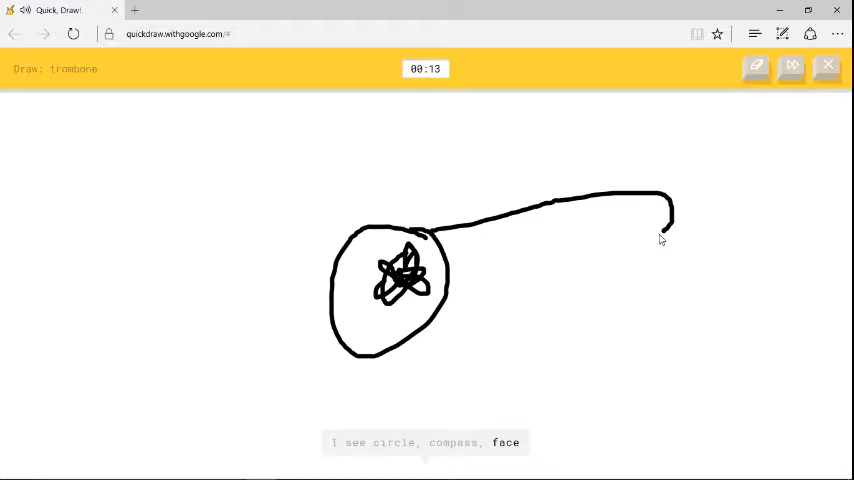 Quick, Draw!
quickdraw.withgoogle.com/#
Draw: trombone
00:13
I see circle, compass, face